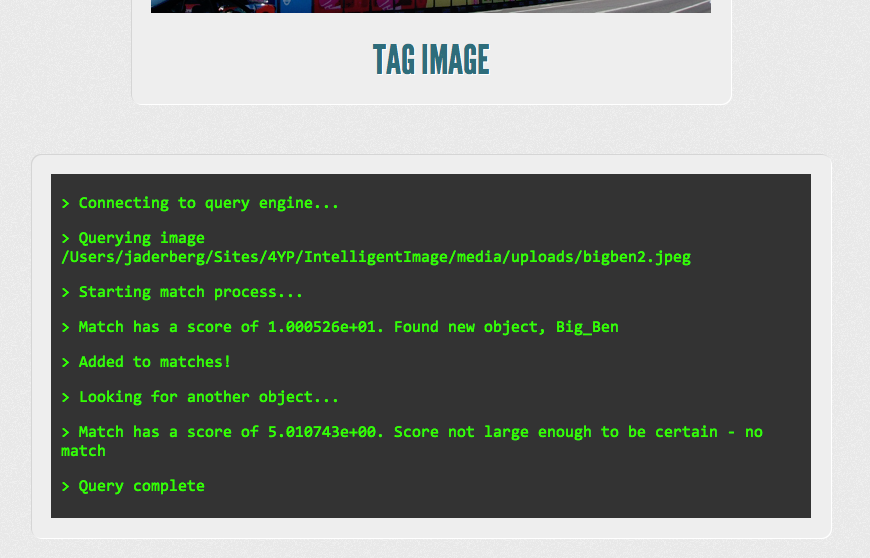 TAG IMAGE
> Connecting to query engine...
> Querying image
/Users/jaderberg/Sites/4YP/IntelligentImage/media/uploads/bigben2.jpeg
> Starting match process...
> Match has a score of 1.000526e+01. Found new object, Big_Ben
> Added to matches!
> Looking for another object...
> Match has a score of 5.010743e+00. Score not large enough to be certain - no
match
> Query complete